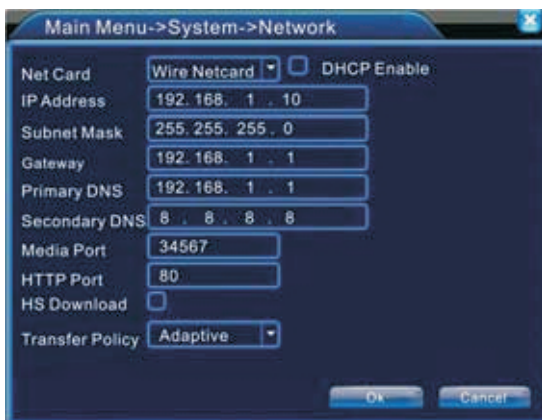 Main Menu->System->Network
Net Card Wire Netcard DHCP Enable
IP Address 192. 168. 1 . 10
Subnet Mask 255. 255. 255 . 0
Gateway 192. 168. 1 . 1
Primary DNS 192. 168. 1 . 1
Secondary DNS 8 . 8 . 8 . 8
Media Port 34567
HTTP Port 80
HS Download
Transfer Policy Adaptive
Ok Cancel